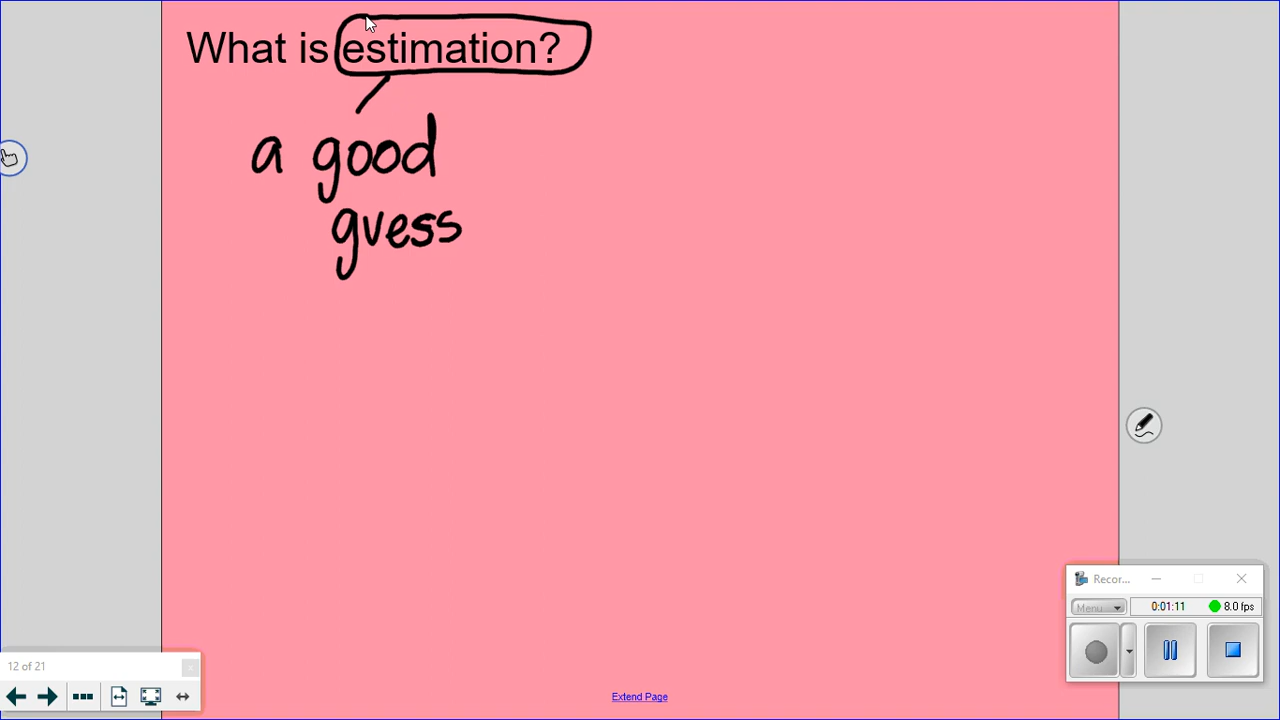 What is estimation?
a good
guess
Recor...
Menu
0:01:11
8.0 fps
12 of 21
Extend Page